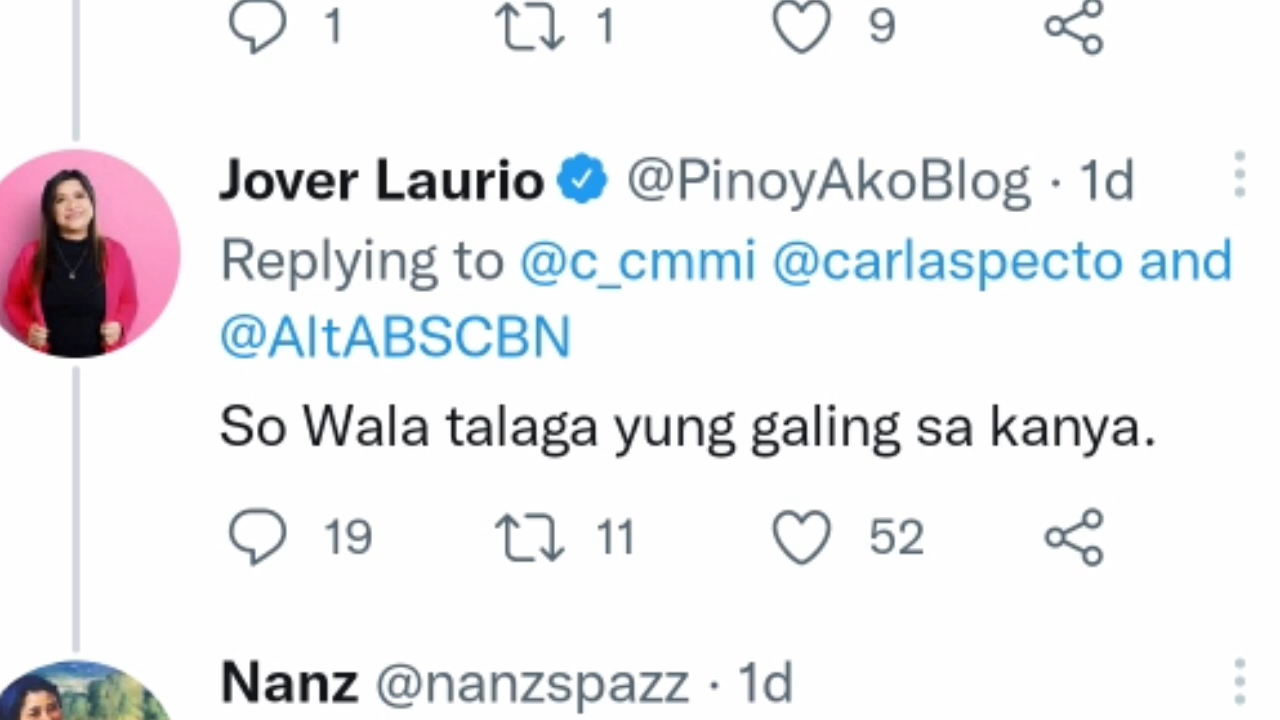 1 1 9
Jover Laurio @PinoyAkoBlog · 1d
Replying to @c_cmmi @carlaspecto and
@AltABSCBN
So Wala talaga yung galing sa kanya.
19 11 52
Nanz @nanzspazz · 1d